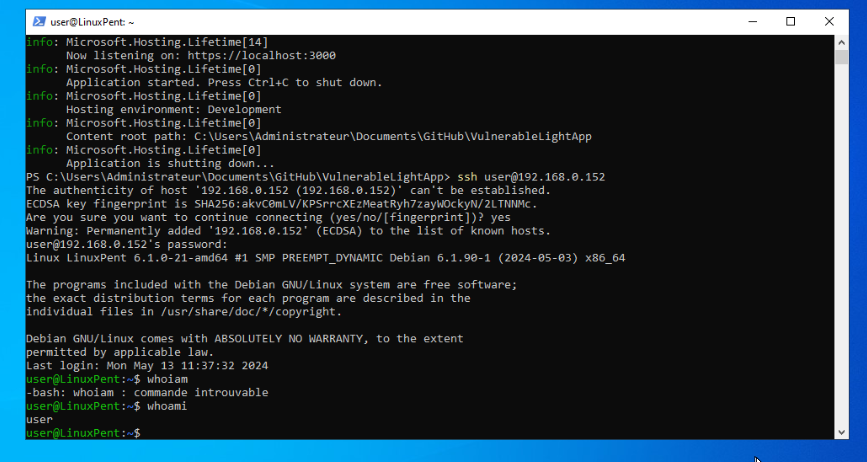 user@LinuxPent: ~
info: Microsoft.Hosting.Lifetime[14]
Now listening on: https://localhost:3000
info: Microsoft.Hosting.Lifetime[0]
Application started. Press Ctrl+C to shut down.
info: Microsoft.Hosting.Lifetime[0]
Hosting environment: Development
info: Microsoft.Hosting.Lifetime[0]
Content root path: C:\Users\Administrateur\Documents\GitHub\VulnerableLightApp
info: Microsoft.Hosting.Lifetime[0]
Application is shutting down...
PS C:\Users\Administrateur\Documents\GitHub\VulnerableLightApp> ssh user@192.168.0.152
The authenticity of host '192.168.0.152 (192.168.0.152)' can't be established.
ECDSA key fingerprint is SHA256:akvC0mLV/KPSrrcXEzMeatRyh7zayWOckyN/2LTNNMc.
Are you sure you want to continue connecting (yes/no/[fingerprint])? yes
Warning: Permanently added '192.168.0.152' (ECDSA) to the list of known hosts.
user@192.168.0.152's password:
Linux LinuxPent 6.1.0-21-amd64 #1 SMP PREEMPT_DYNAMIC Debian 6.1.90-1 (2024-05-03) x86_64
The programs included with the Debian GNU/Linux system are free software;
the exact distribution terms for each program are described in the
individual files in /usr/share/doc/*/copyright.
Debian GNU/Linux comes with ABSOLUTELY NO WARRANTY, to the extent
permitted by applicable law.
Last login: Mon May 13 11:37:32 2024
user@LinuxPent:~$ whoiam
-bash: whoiam : commande introuvable
user@LinuxPent:~$ whoami
user
user@LinuxPent:~$